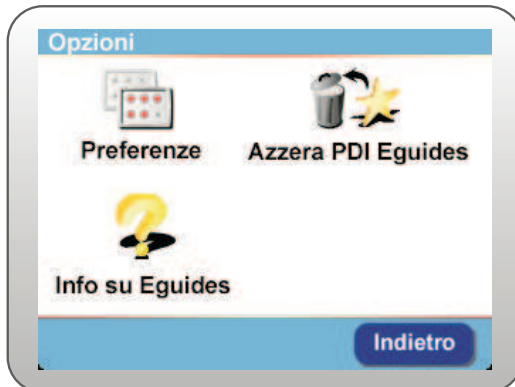 Opzioni
Preferenze
Azzera PDI Eguides
Info su Eguides
Indietro